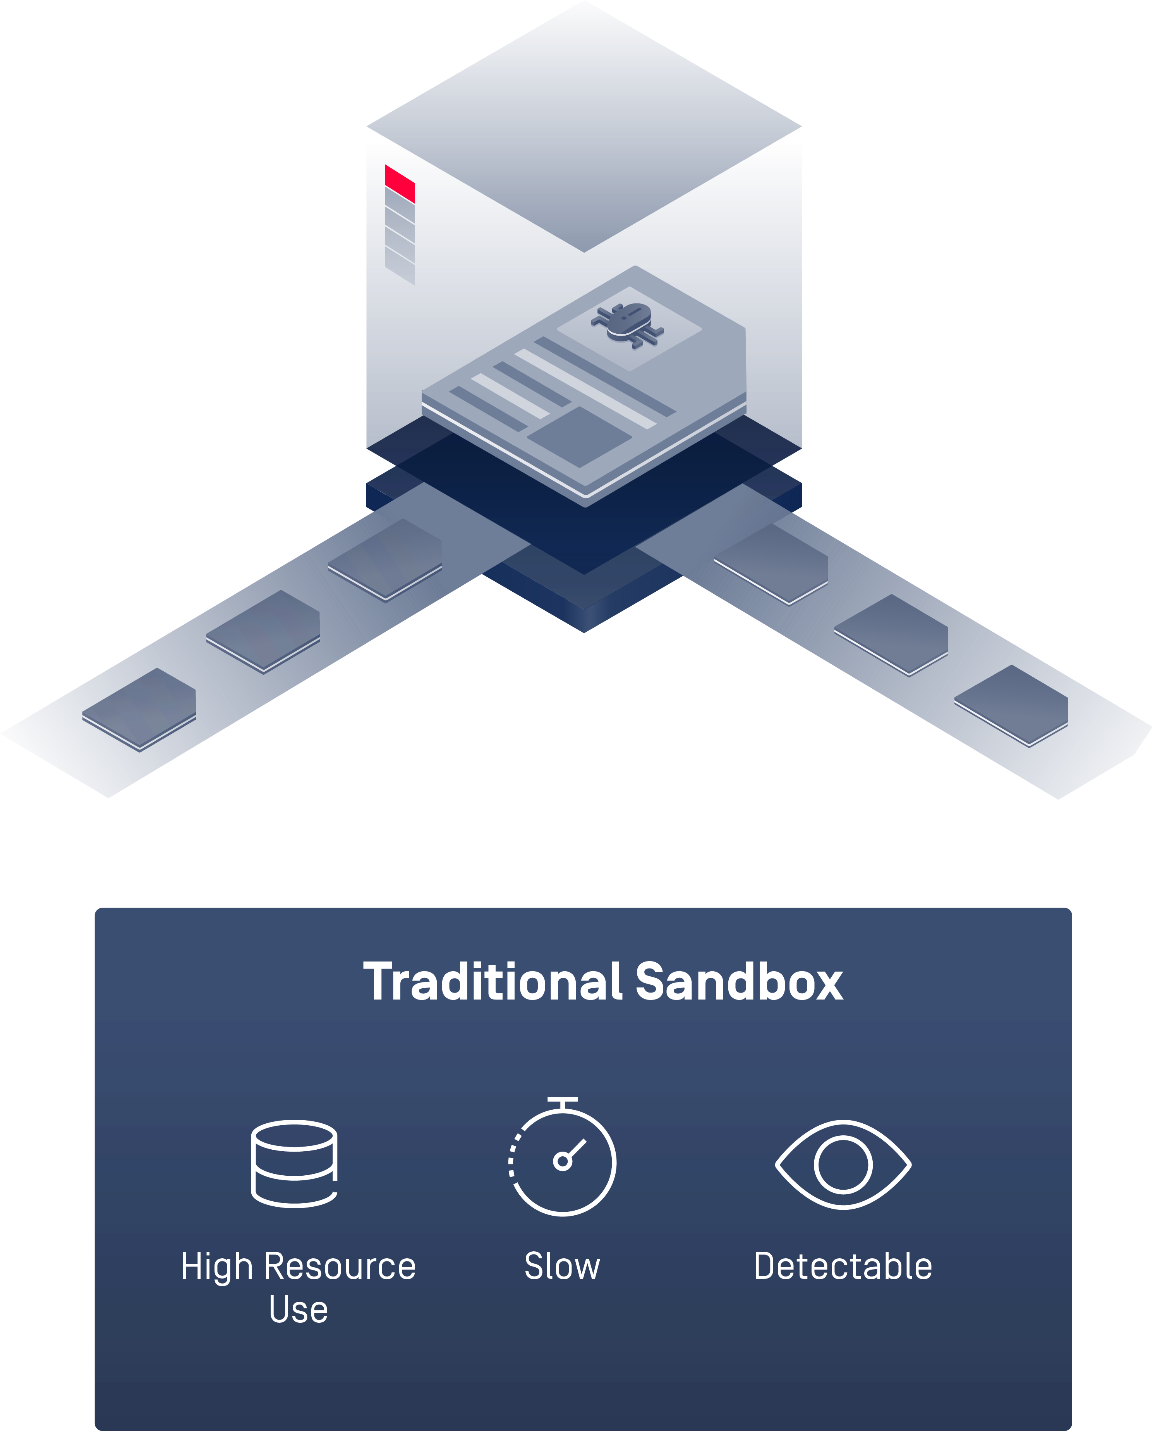 Traditional Sandbox
High Resource
Use
Slow
Detectable